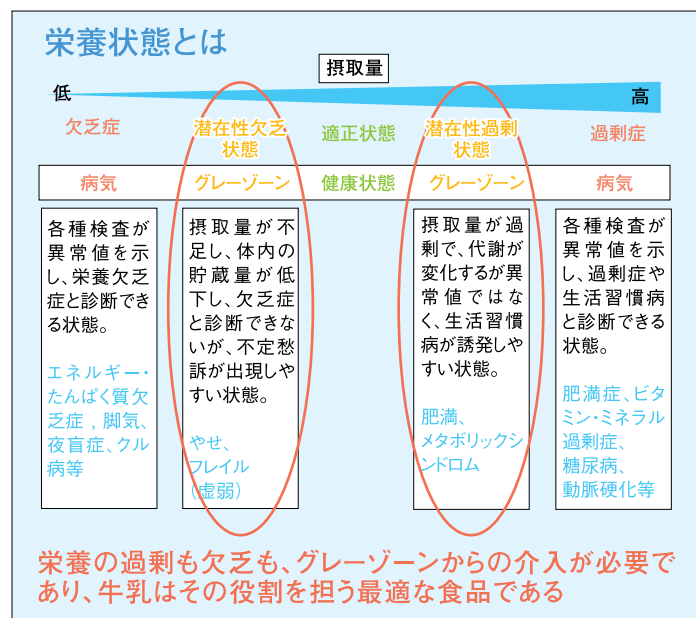 栄養状態とは
摂取量
低
高
欠乏症
潜在性欠乏
状態
適正状態
潜在性過剰
状態
過剰症
病気
グレーゾーン
健康状態
グレーゾーン
病気
各種検査が
異常値を示
し、栄養欠乏
症と診断でき
る状態。
エネルギー・
たんぱく質欠
乏症 , 脚気、
夜盲症、クル
病等
摂取量が不
足し、体内の
貯蔵量が低
下し、欠乏症
と診断できな
いが、不定愁
訴が出現しや
すい状態。
やせ、
フレイル
（虚弱）
摂取量が過
剰で、代謝が
変化するが異
常値ではな
く、生活習慣
病が誘発しや
すい状態。
肥満、
メタボリックシ
ンドロム
各種検査が
異常値を示
し、過剰症や
生活習慣病
と診断できる
状態。
肥満症、ビタ
ミン・ミネラル
過剰症、
糖尿病、
動脈硬化等
栄養の過剰も欠乏も、グレーゾーンからの介入が必要で
あり、牛乳はその役割を担う最適な食品である